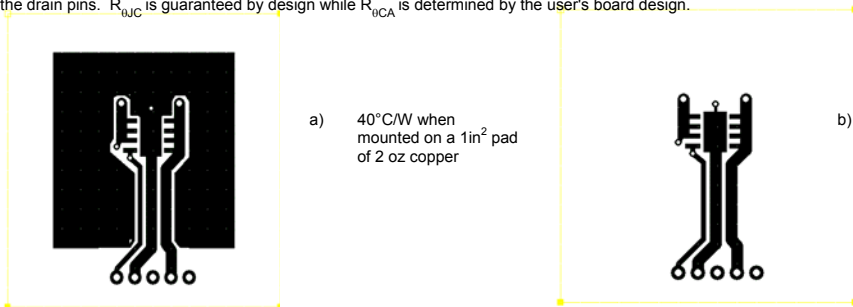 the drain pins. RθJC is guaranteed by design while RθCA is determined by the user's board design.
a) 40°C/W when
mounted on a 1in² pad
of 2 oz copper
b)